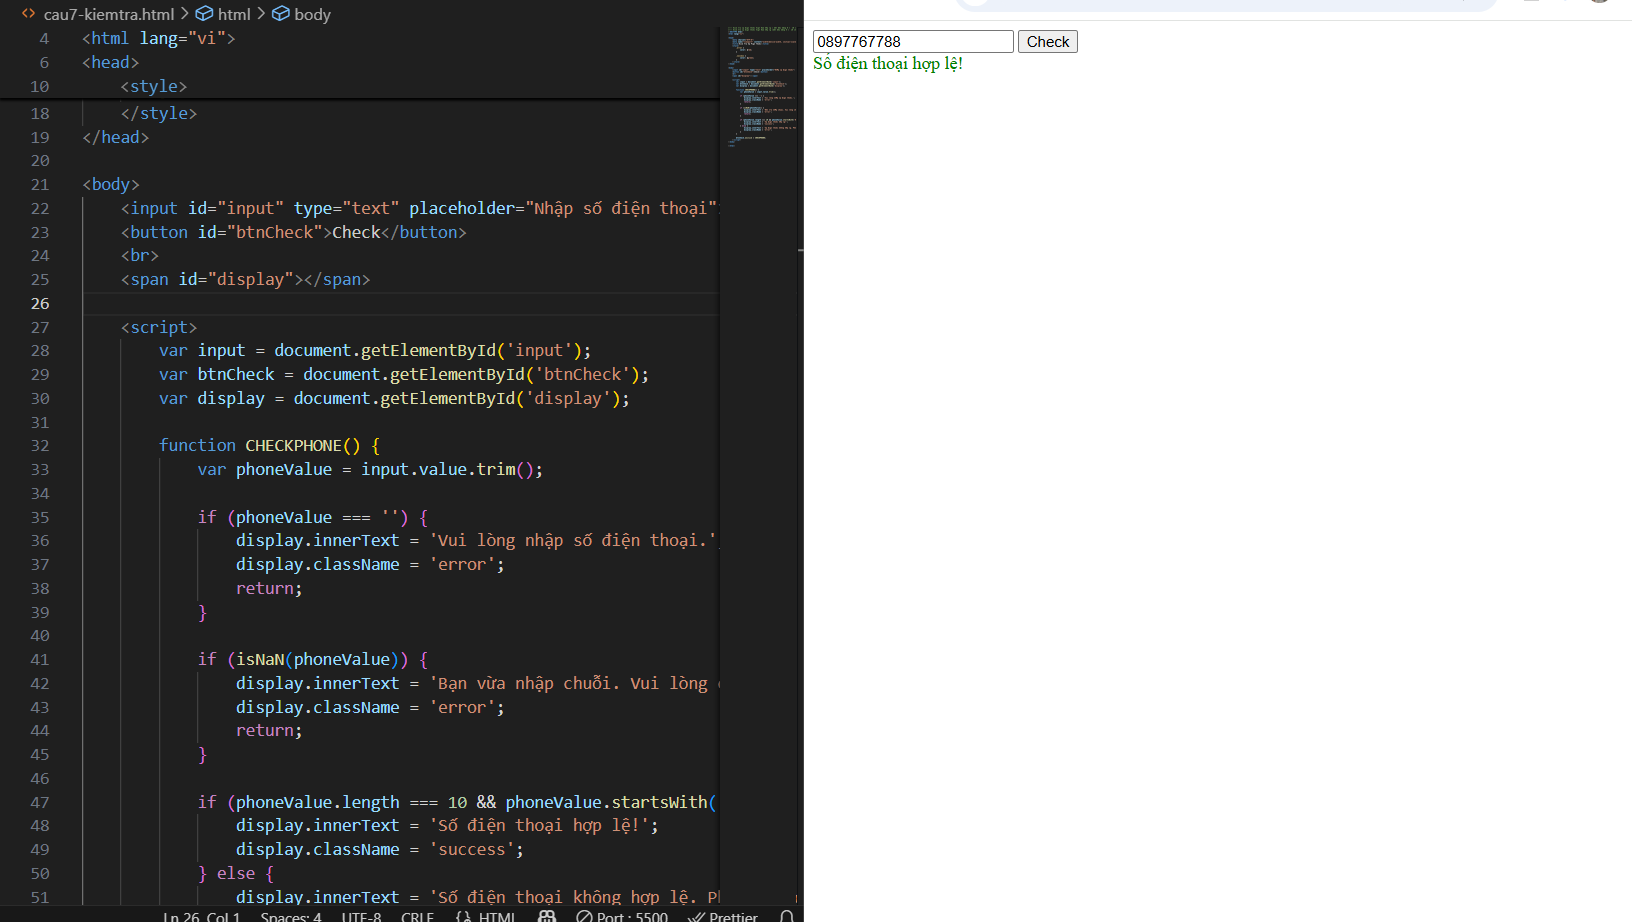 cau7-kiemtra.html > html > body
4 <html lang="vi">
6 <head>
10 <style>
18 </style>
19 </head>
20
21 <body>
22 <input id="input" type="text" placeholder="Nhập số điện thoại"
23 <button id="btnCheck">Check</button>
24 <br>
25 <span id="display"></span>
26
27 <script>
28 var input = document.getElementById('input');
29 var btnCheck = document.getElementById('btnCheck');
30 var display = document.getElementById('display');
31
32 function CHECKPHONE() {
33 var phoneValue = input.value.trim();
34
35 if (phoneValue === '') {
36 display.innerText = 'Vui lòng nhập số điện thoại.'
37 display.className = 'error';
38 return;
39 }
40
41 if (isNaN(phoneValue)) {
42 display.innerText = 'Bạn vừa nhập chuỗi. Vui lòng
43 display.className = 'error';
44 return;
45 }
46
47 if (phoneValue.length === 10 && phoneValue.startsWith(
48 display.innerText = 'Số điện thoại hợp lệ!';
49 display.className = 'success';
50 } else {
51 display.innerText = 'Số điện thoại không hợp lệ.
Ln 26, Col 1 Spaces: 4 UTF-8 CRLF {} HTML Port : 5500 Prettier
0897767788 Check
Số điện thoại hợp lệ!